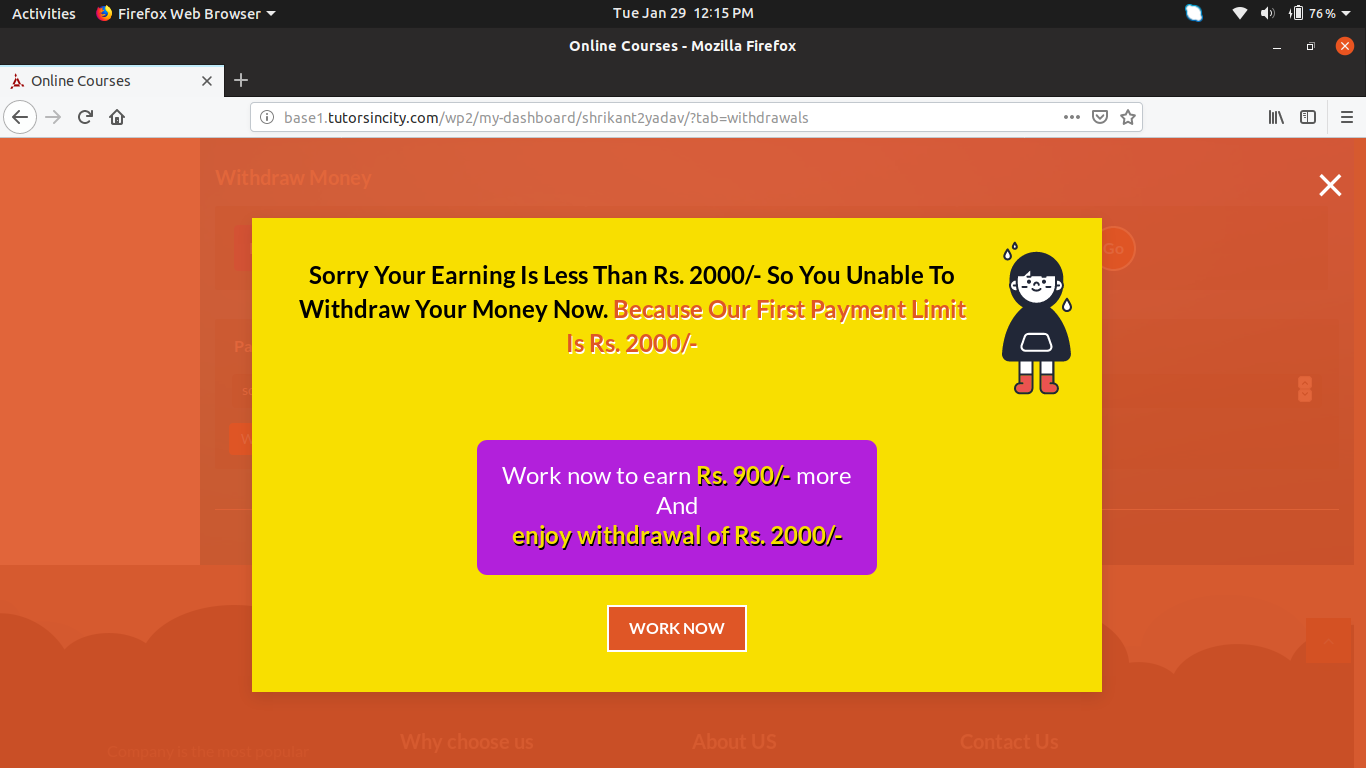 Activities Firefox Web Browser Tue Jan 29 12:15 PM 76%
Online Courses - Mozilla Firefox
Online Courses
base1.tutorsincity.com/wp2/my-dashboard/shrikant2yadav/?tab=withdrawals
Withdraw Money
Go
Sorry Your Earning Is Less Than Rs. 2000/- So You Unable To
Withdraw Your Money Now. Because Our First Payment Limit
Is Rs. 2000/-
Work now to earn Rs. 900/- more
And
enjoy withdrawal of Rs. 2000/-
WORK NOW
Why choose us About US Contact Us
Company is the most popular